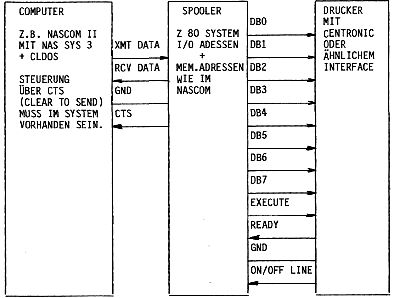 COMPUTER
Z.B. NASCOM II
MIT NAS SYS 3
+ CLDOS
STEUERUNG
ÜBER CTS
(CLEAR TO SEND)
MUSS IM SYSTEM
VORHANDEN SEIN.
XMT DATA
RCV DATA
GND
CTS
SPOOLER
Z 80 SYSTEM
I/O ADESSEN
+
MEM.ADRESSEN
WIE IM
NASCOM
DB0
DB1
DB2
DB3
DB4
DB5
DB6
DB7
EXECUTE
READY
GND
ON/OFF LINE
DRUCKER
MIT
CENTRONIC
ODER
ÄHNLICHEM
INTERFACE